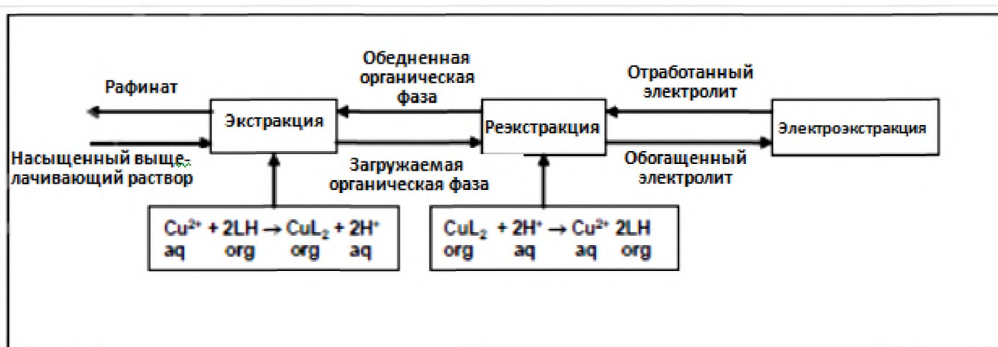 Рафинат
Обедненная
органическая
фаза
Отработанный
электролит
Экстракция
Реэкстракция
Электроэкстракция
Насыщенный выще-
лачивающий раствор
Загружаемая
органическая фаза
Обогащенный
электролит
Cu²⁺ + 2LH → CuL₂ + 2H⁺
aq org org aq
CuL₂ + 2H⁺ → Cu²⁺ 2LH
org aq aq org